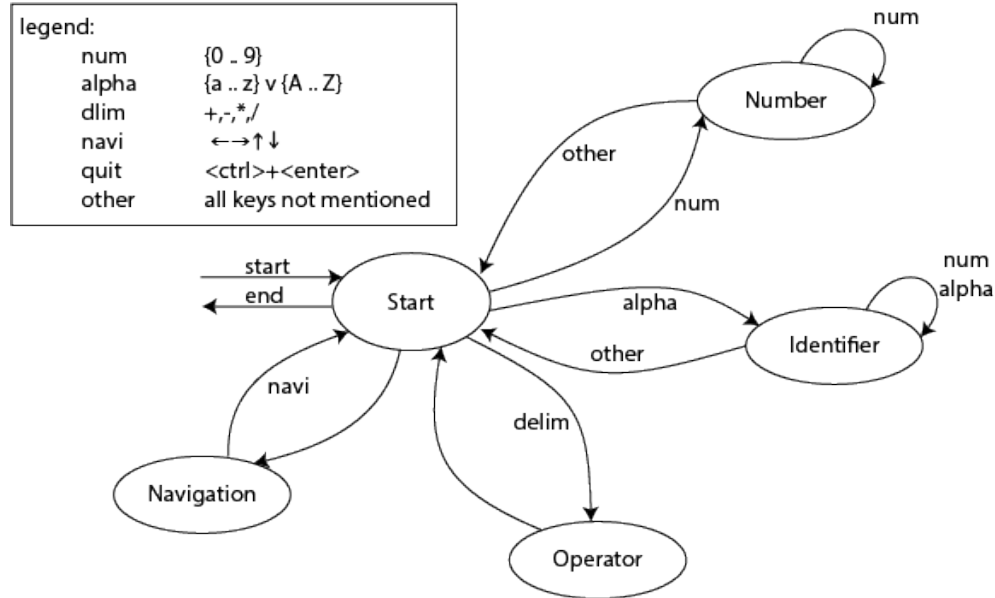 legend:
num {0 .. 9}
alpha {a .. z} v {A .. Z}
dlim +,-,*,/
navi ←→↑↓
quit <ctrl>+<enter>
other all keys not mentioned
num
Number
other
num
start
end
Start
alpha
other
num
alpha
Identifier
navi
delim
Navigation
Operator